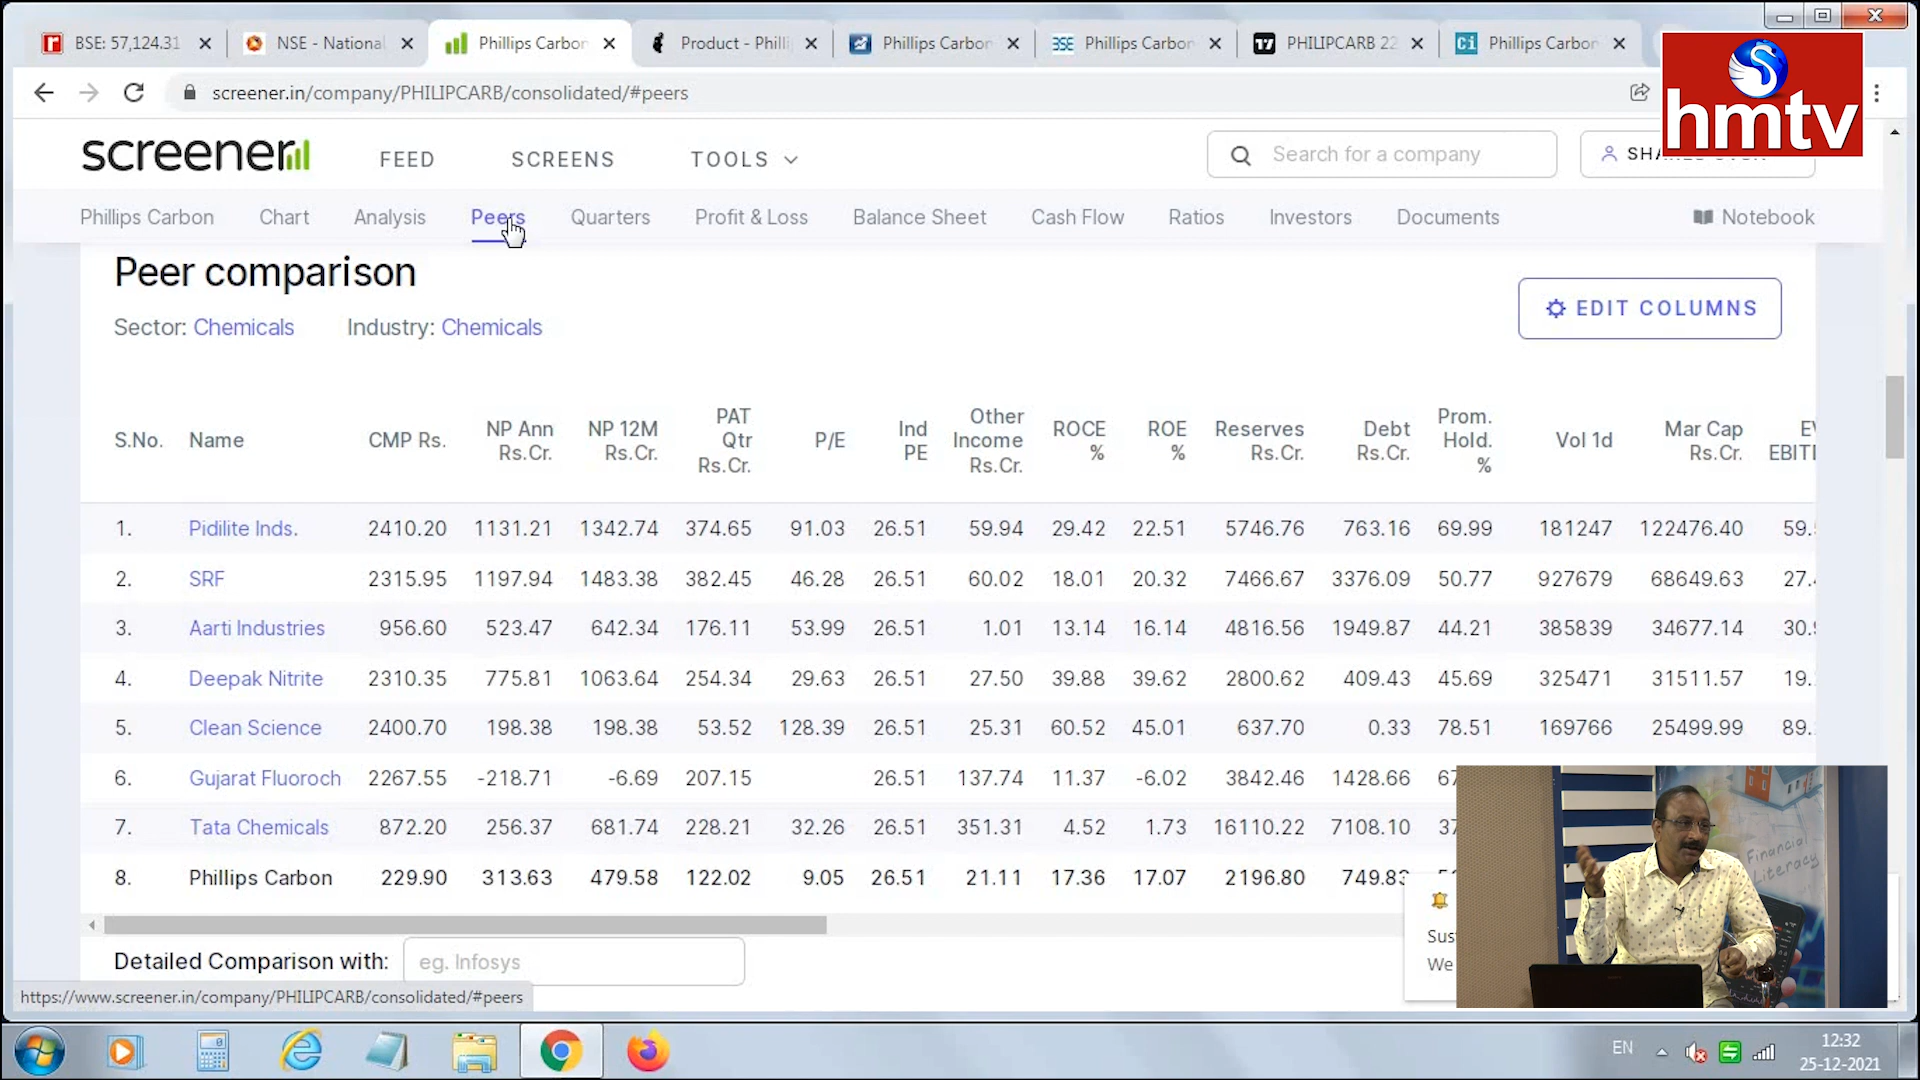 BSE: 57,124.31
NSE - National
Phillips Carbon
Product - Philli
Phillips Carbon
Phillips Carbon
PHILIPCARB 22
Phillips Carbon
screener.in/company/PHILIPCARB/consolidated/#peers
hmtv
screener
FEED
SCREENS
TOOLS
Search for a company
Phillips Carbon
Chart
Analysis
Peers
Quarters
Profit & Loss
Balance Sheet
Cash Flow
Ratios
Investors
Documents
Notebook
Peer comparison
Sector: Chemicals Industry: Chemicals
EDIT COLUMNS
S.No. Name CMP Rs. NP Ann Rs.Cr. NP 12M Rs.Cr. PAT Qtr Rs.Cr. P/E Ind PE Other Income Rs.Cr. ROCE % ROE % Reserves Rs.Cr. Debt Rs.Cr. Prom. Hold. % Vol 1d Mar Cap Rs.Cr.
1. Pidilite Inds. 2410.20 1131.21 1342.74 374.65 91.03 26.51 59.94 29.42 22.51 5746.76 763.16 69.99 181247 122476.40
2. SRF 2315.95 1197.94 1483.38 382.45 46.28 26.51 60.02 18.01 20.32 7466.67 3376.09 50.77 927679 68649.63
3. Aarti Industries 956.60 523.47 642.34 176.11 53.99 26.51 1.01 13.14 16.14 4816.56 1949.87 44.21 385839 34677.14
4. Deepak Nitrite 2310.35 775.81 1063.64 254.34 29.63 26.51 27.50 39.88 39.62 2800.62 409.43 45.69 325471 31511.57
5. Clean Science 2400.70 198.38 198.38 53.52 128.39 26.51 25.31 60.52 45.01 637.70 0.33 78.51 169766 25499.99
6. Gujarat Fluoroch 2267.55 -218.71 -6.69 207.15 26.51 137.74 11.37 -6.02 3842.46 1428.66
7. Tata Chemicals 872.20 256.37 681.74 228.21 32.26 26.51 351.31 4.52 1.73 16110.22 7108.10
8. Phillips Carbon 229.90 313.63 479.58 122.02 9.05 26.51 21.11 17.36 17.07 2196.80 749.83
Financial
Literacy
We
Detailed Comparison with: eg. Infosys
https://www.screener.in/company/PHILIPCARB/consolidated/#peers
EN
12:32
25-12-2021